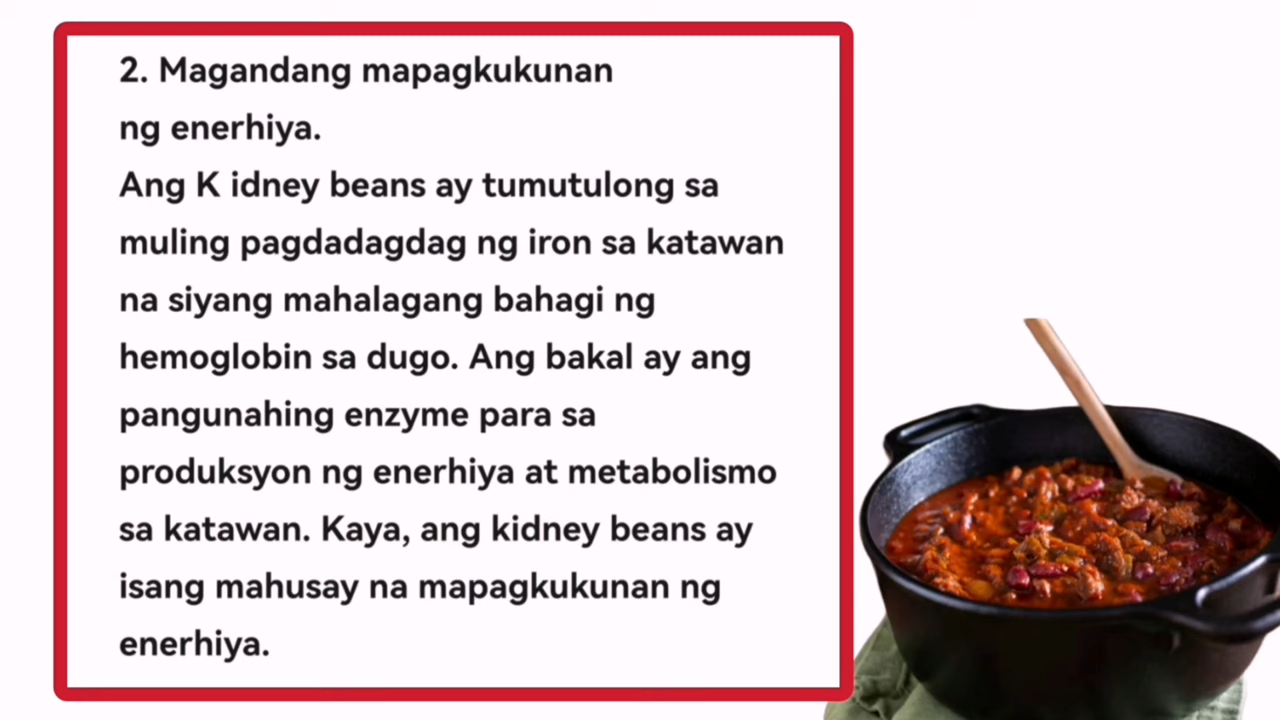 2. Magandang mapagkukunan
ng enerhiya.
Ang K idney beans ay tumutulong sa
muling pagdadagdag ng iron sa katawan
na siyang mahalagang bahagi ng
hemoglobin sa dugo. Ang bakal ay ang
pangunahing enzyme para sa
produksyon ng enerhiya at metabolismo
sa katawan. Kaya, ang kidney beans ay
isang mahusay na mapagkukunan ng
enerhiya.